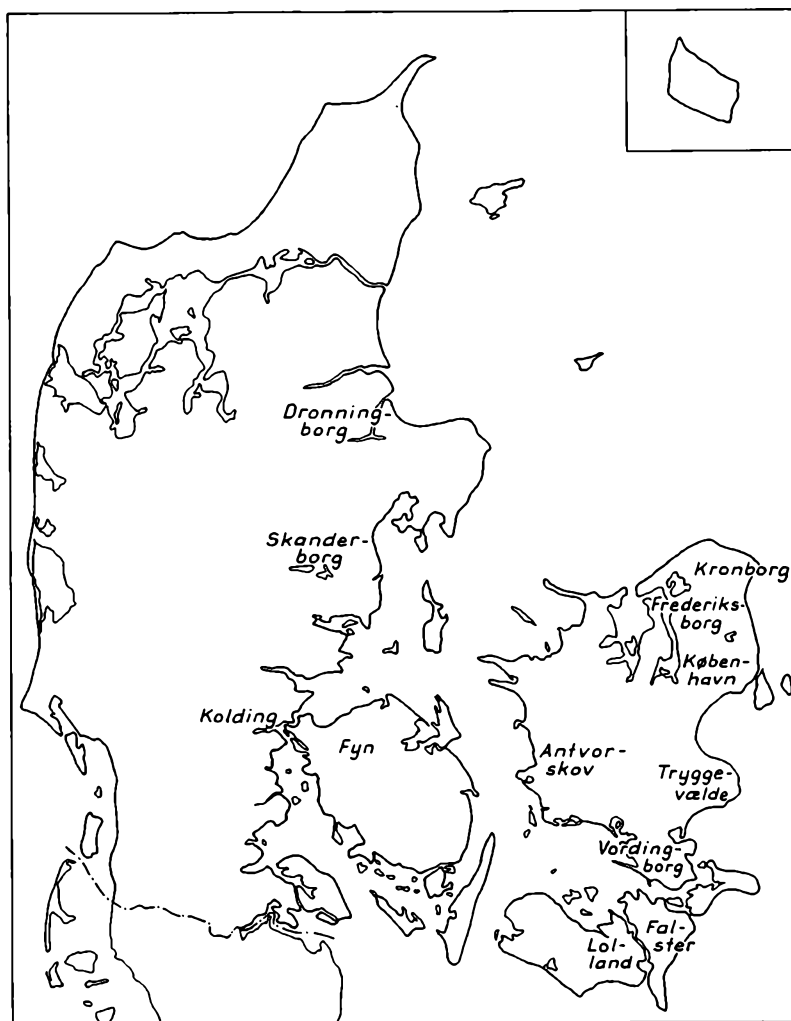 Dronning-
borg
Skander-
borg
Kronborg
Frederiks-
borg
Køben-
havn
Kolding
Fyn
Antvor-
skov
Trygge-
vælde
Vording-
borg
Lol-
land
Fal-
ster